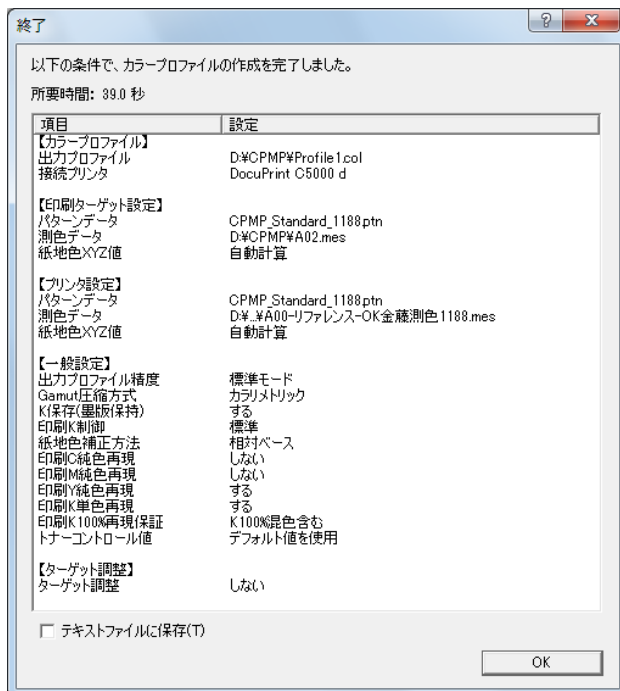 終了
以下の条件で、カラープロファイルの作成を完了しました。
所要時間: 39.0 秒
項目 設定
【カラープロファイル】
出力プロファイル D:¥CPMP¥Profile1.col
接続プリンタ DocuPrint C5000 d
【印刷ターゲット設定】
パターンデータ CPMP_Standard_1188.ptn
測色データ D:¥CPMP¥A02.mes
紙地色XYZ値 自動計算
【プリンタ設定】
パターンデータ CPMP_Standard_1188.ptn
測色データ D:¥...¥A00-リファレンス-OK金藤測色1188.mes
紙地色XYZ値 自動計算
【一般設定】
出力プロファイル精度 標準モード
Gamut圧縮方式 カラリメトリック
K保存(墨版保持) する
印刷K制御 標準
紙地色補正方法 相対ベース
印刷C純色再現 しない
印刷M純色再現 しない
印刷Y純色再現 する
印刷K単色再現 する
印刷K100%再現保証 K100%混色含む
トナーコントロール値 デフォルト値を使用
【ターゲット調整】
ターゲット調整 しない
テキストファイルに保存(T)
OK